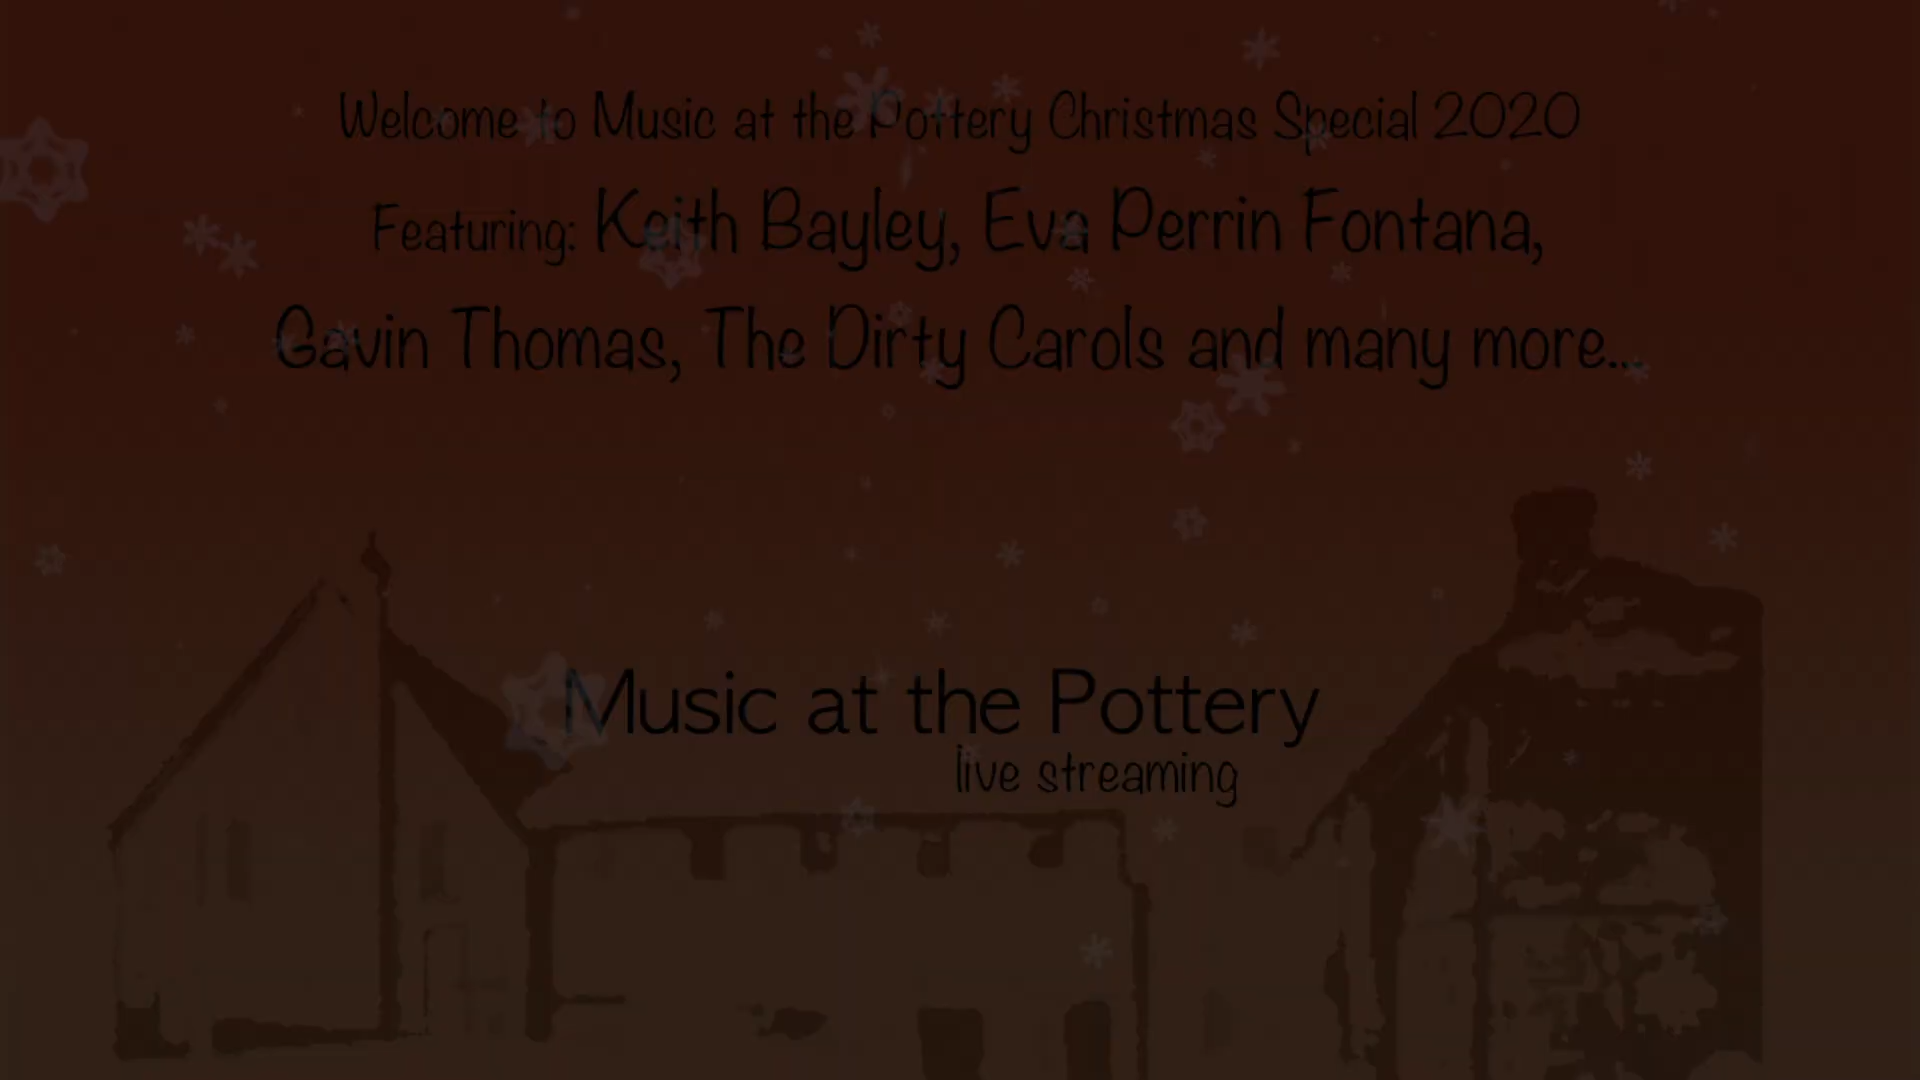 Welcome to Music at the Pottery Christmas Special 2020
Featuring: Keith Bayley, Eva Perrin Fontana,
Gavin Thomas, The Dirty Carols and many more...
Music at the Pottery
live streaming